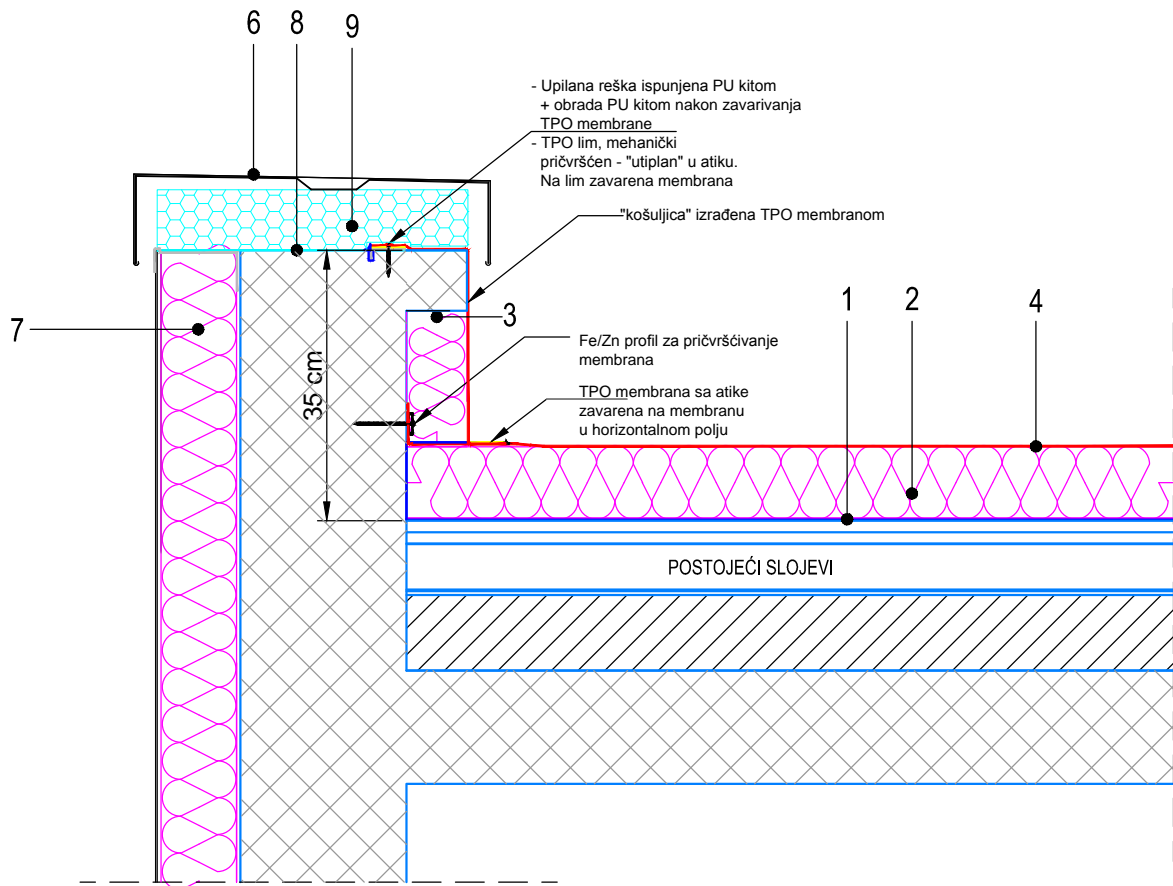 6
8
9
- Upilana reška ispunjena PU kitom
+ obrada PU kitom nakon zavarivanja
TPO membrane
- TPO lim, mehanički
pričvršćen - "utiplan" u atiku.
Na lim zavarena membrana
"košuljica" izrađena TPO membranom
1
2
4
3
7
Fe/Zn profil za pričvršćivanje
membrana
35 cm
TPO membrana sa atike
zavarena na membranu
u horizontalnom polju
POSTOJEĆI SLOJEVI